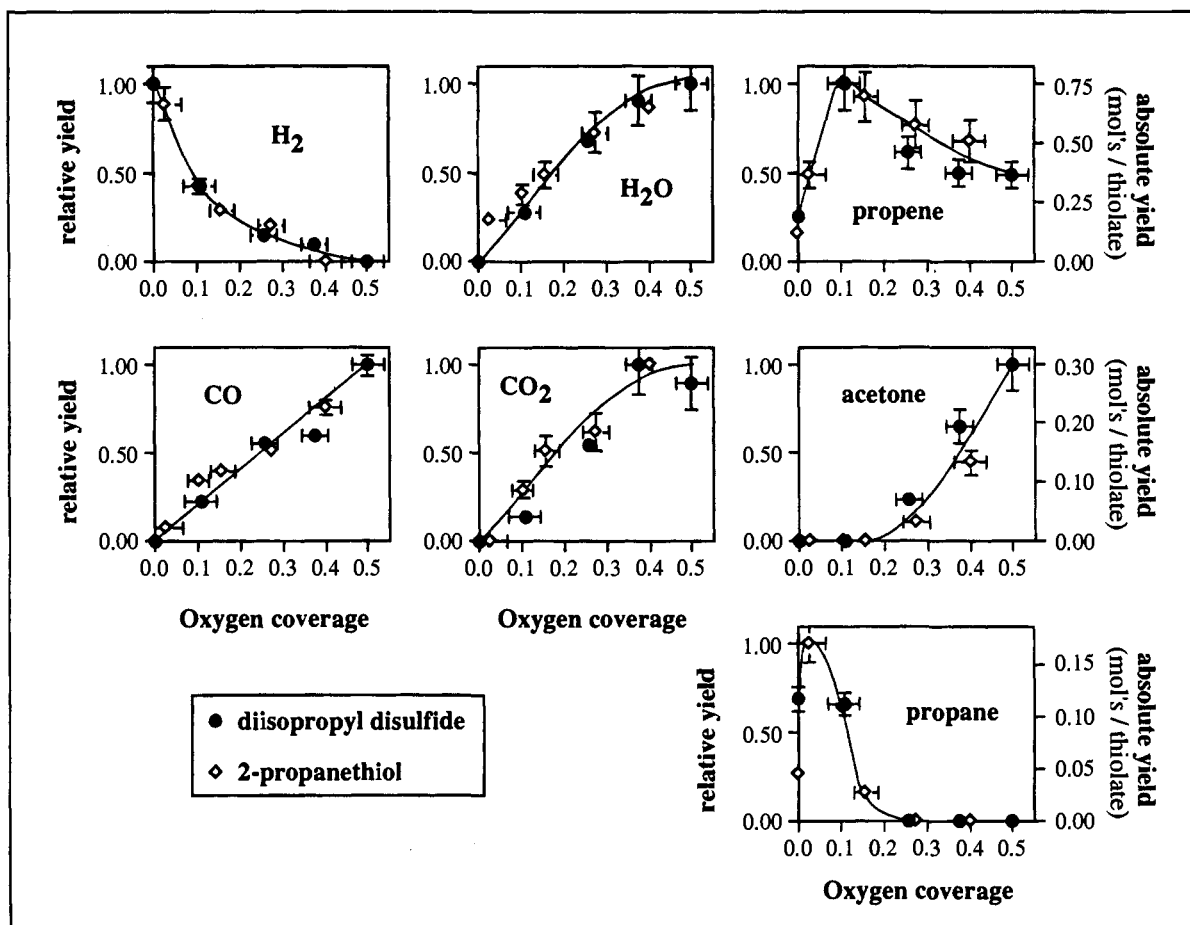 relative yield
1.00
0.50
0.00
H2
0.0 0.1 0.2 0.3 0.4 0.5
1.00
0.50
0.00
H2O
0.0 0.1 0.2 0.3 0.4 0.5
1.00
0.50
0.00
propene
0.0 0.1 0.2 0.3 0.4 0.5
0.75
0.50
0.25
0.00
absolute yield
(mol's / thiolate)
relative yield
1.00
0.50
0.00
CO
0.0 0.1 0.2 0.3 0.4 0.5
Oxygen coverage
1.00
0.50
0.00
CO2
0.0 0.1 0.2 0.3 0.4 0.5
Oxygen coverage
1.00
0.50
0.00
acetone
0.0 0.1 0.2 0.3 0.4 0.5
0.30
0.20
0.10
0.00
absolute yield
(mol's / thiolate)
diisopropyl disulfide
2-propanethiol
relative yield
1.00
0.50
0.00
propane
0.0 0.1 0.2 0.3 0.4 0.5
Oxygen coverage
0.15
0.10
0.05
0.00
absolute yield
(mol's / thiolate)